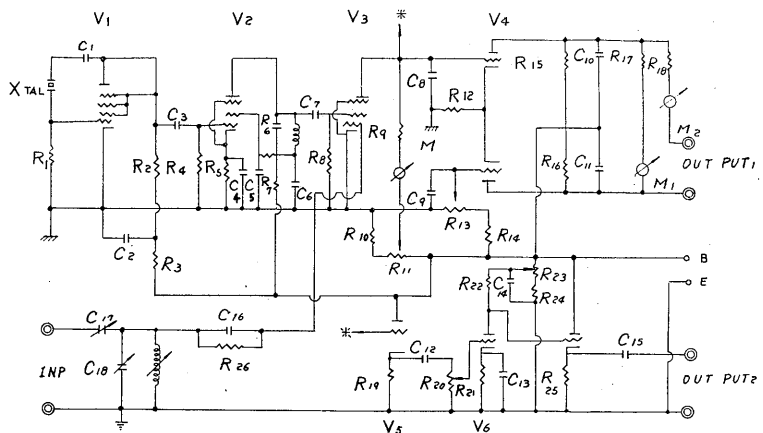 V1 V2 V3 V4
C1
X TAL
C3
R1
R2 R4
R5 C4 C5 R7
R6 C7
C6
R8
R9
C8
R12
M
R15
C10 R17 R18
M2
OUT PUT1
R16 C11 M1
C9
R13
R10
R14
R11
C2
R3
B
E
R22 C14 R23
R24
C17
C16
R26
INP C18
C12
R19 R20 R21 C13
R25
C15
OUT PUT2
V5 V6